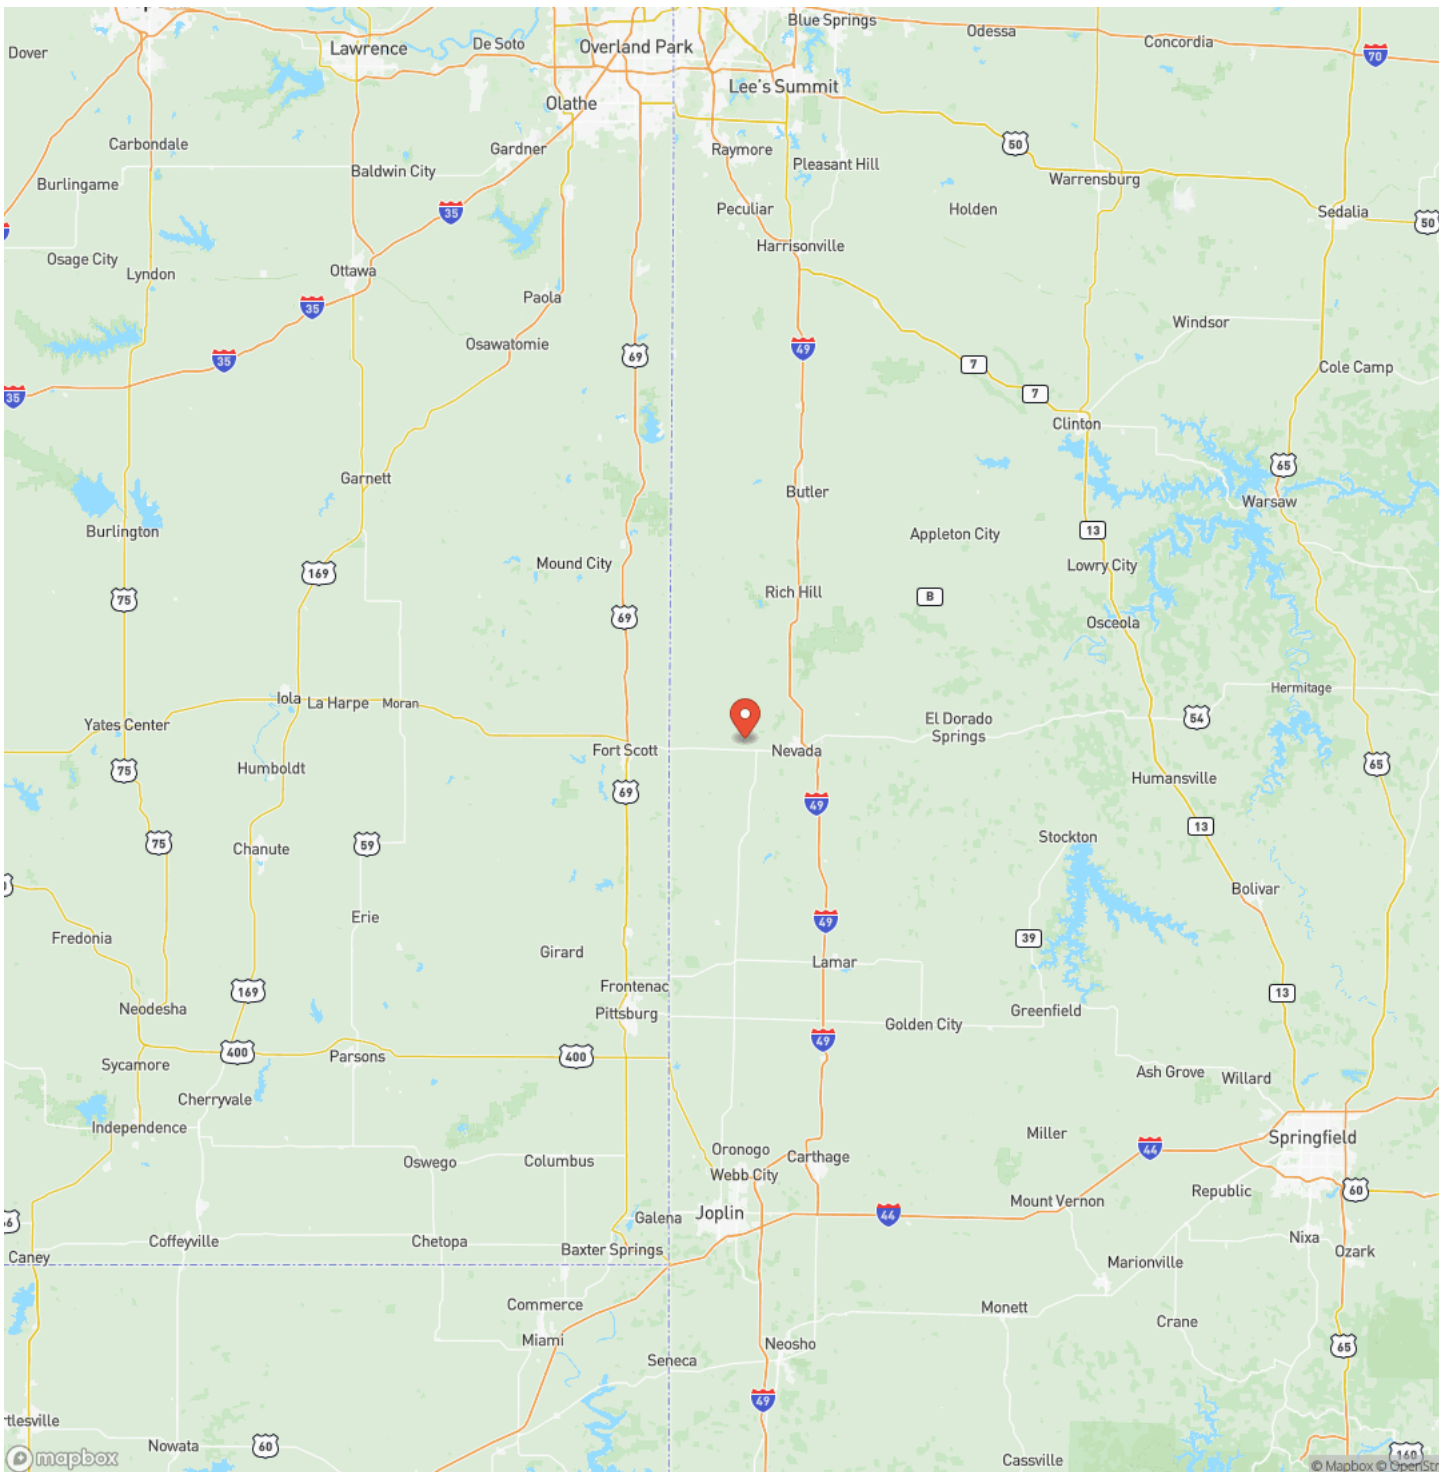 Blue Springs
Odessa
Dover
Lawrence
De Soto
Overland Park
Concordia
70
Lee's Summit
Olathe
Carbondale
Gardner
Raymore
50
Pleasant Hill
Baldwin City
Burlingame
Warrensburg
35
Peculiar
Holden
Sedalia
50
Harrisonville
Osage City
Lyndon
Ottawa
Paola
35
Windsor
Osawatomie
69
49
35
7
Cole Camp
35
7
Clinton
65
Garnett
Butler
Warsaw
Burlington
Appleton City
13
Mound City
Lowry City
169
75
Rich Hill
B
69
Osceola
Hermitage
Iola
La Harpe
Moran
54
Yates Center
El Dorado
Springs
Fort Scott
Nevada
65
75
Humboldt
Humansville
69
49
13
75
59
Stockton
Chanute
Bolivar
Erie
49
Fredonia
39
Girard
Lamar
Frontenac
169
13
Neodesha
Pittsburg
Greenfield
Golden City
49
400
Parsons
400
Sycamore
Ash Grove
Willard
Cherryvale
Independence
Miller
Springfield
Oronogo
44
Oswego
Columbus
Carthage
Webb City
Republic
60
Mount Vernon
Galena
Joplin
44
Coffeyville
Chetopa
Baxter Springs
Nixa
Ozark
Caney
Marionville
Commerce
Monett
Crane
Miami
Neosho
65
Seneca
49
tlesville
Nowata
60
160
Cassville
mapbox
© Mapbox © OpenStr